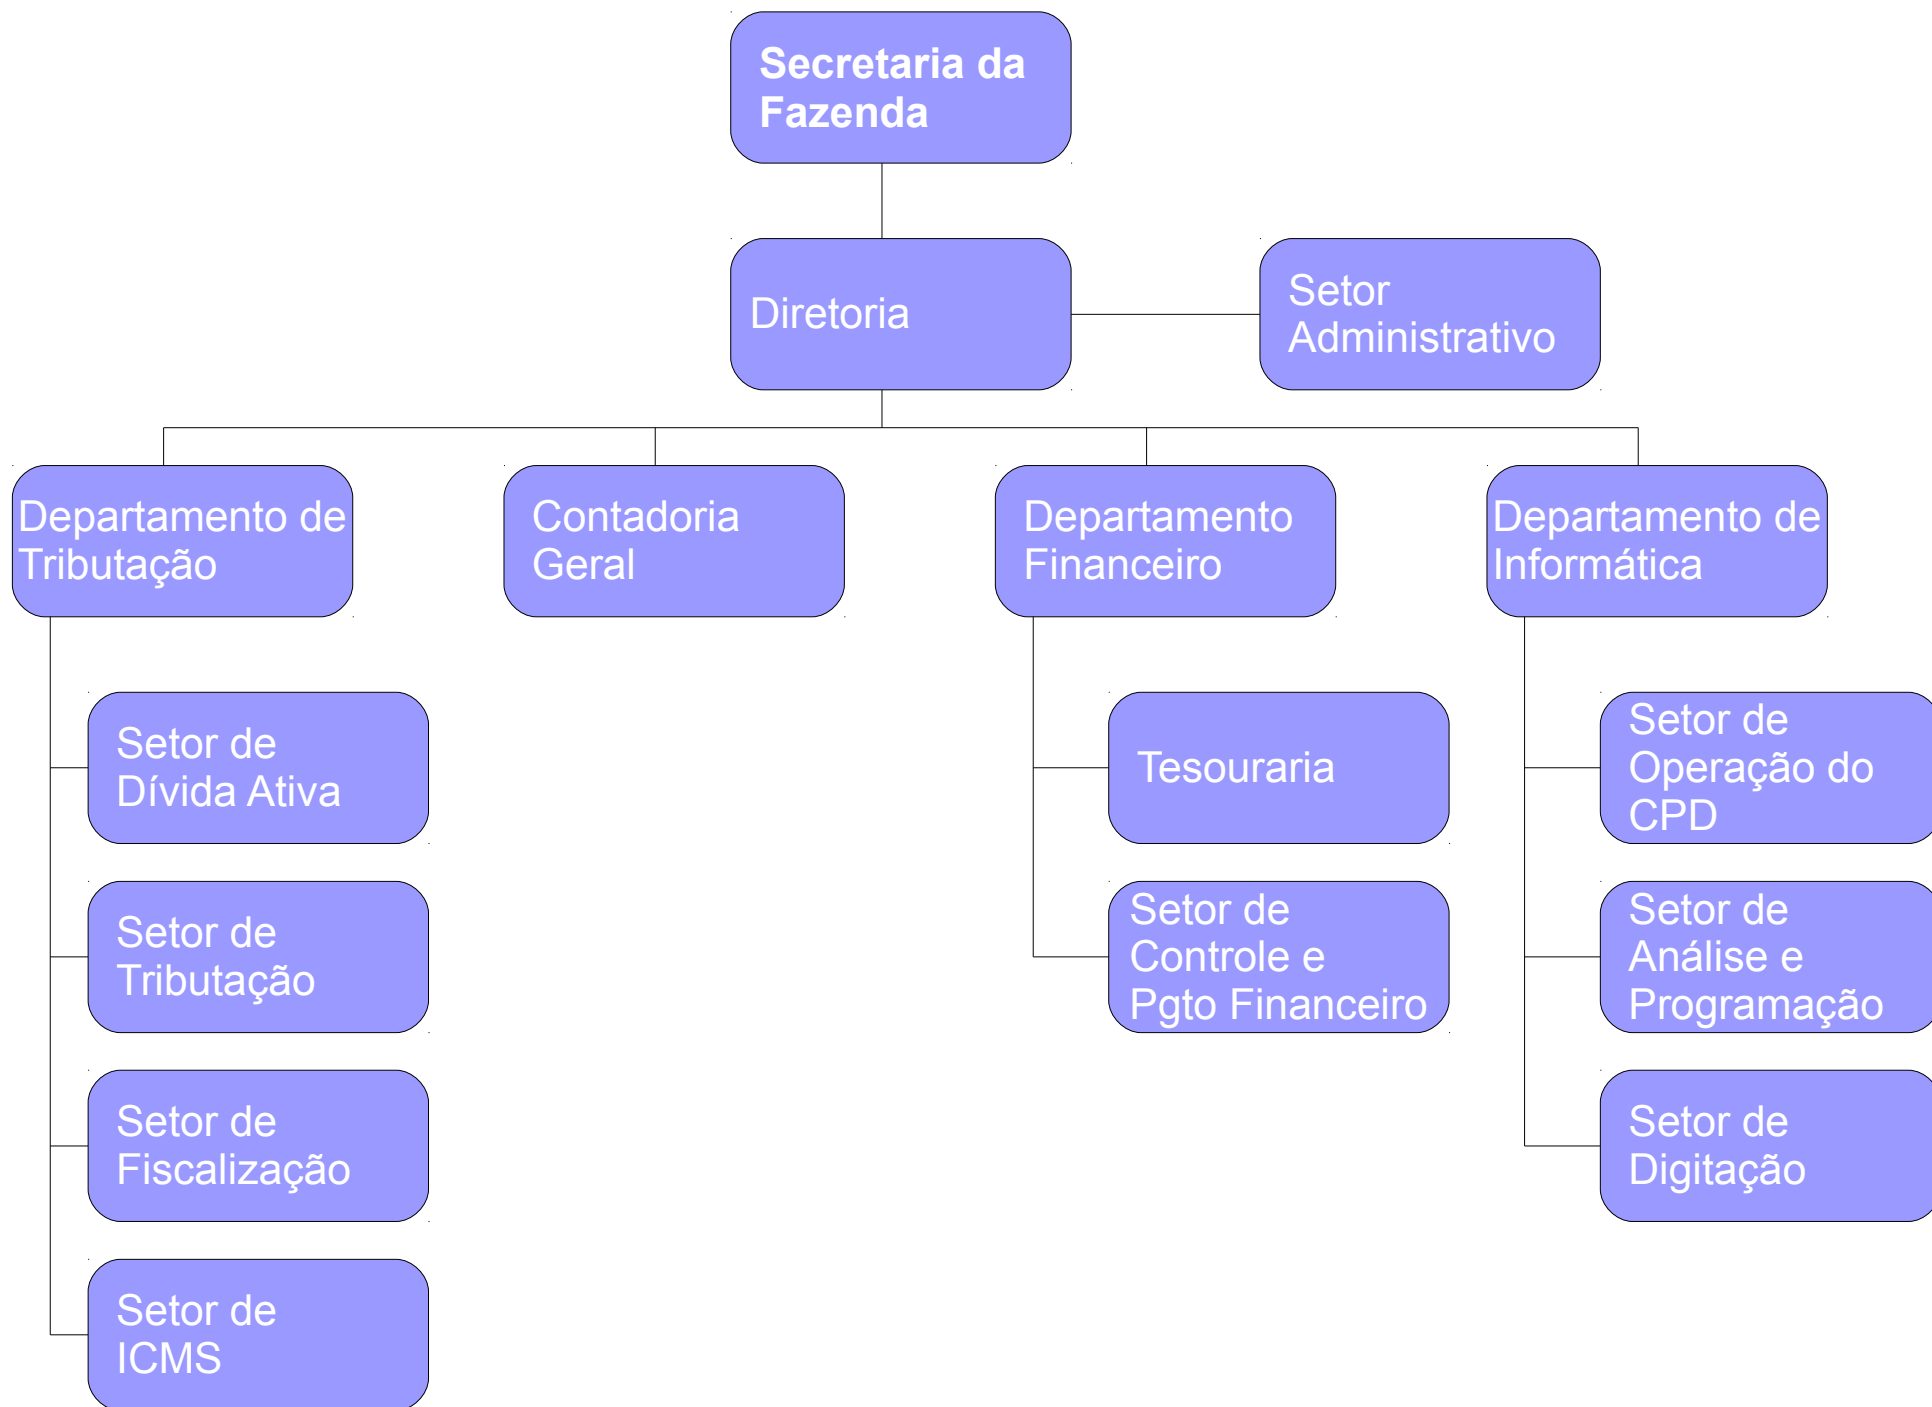 Secretaria da
Fazenda
Diretoria
Setor
Administrativo
Departamento de
Tributação
Contadoria
Geral
Departamento
Financeiro
Departamento de
Informática
Setor de
Dívida Ativa
Setor de
Tributação
Setor de
Fiscalização
Setor de
ICMS
Tesouraria
Setor de
Controle e
Pgto Financeiro
Setor de
Operação do
CPD
Setor de
Análise e
Programação
Setor de
Digitação